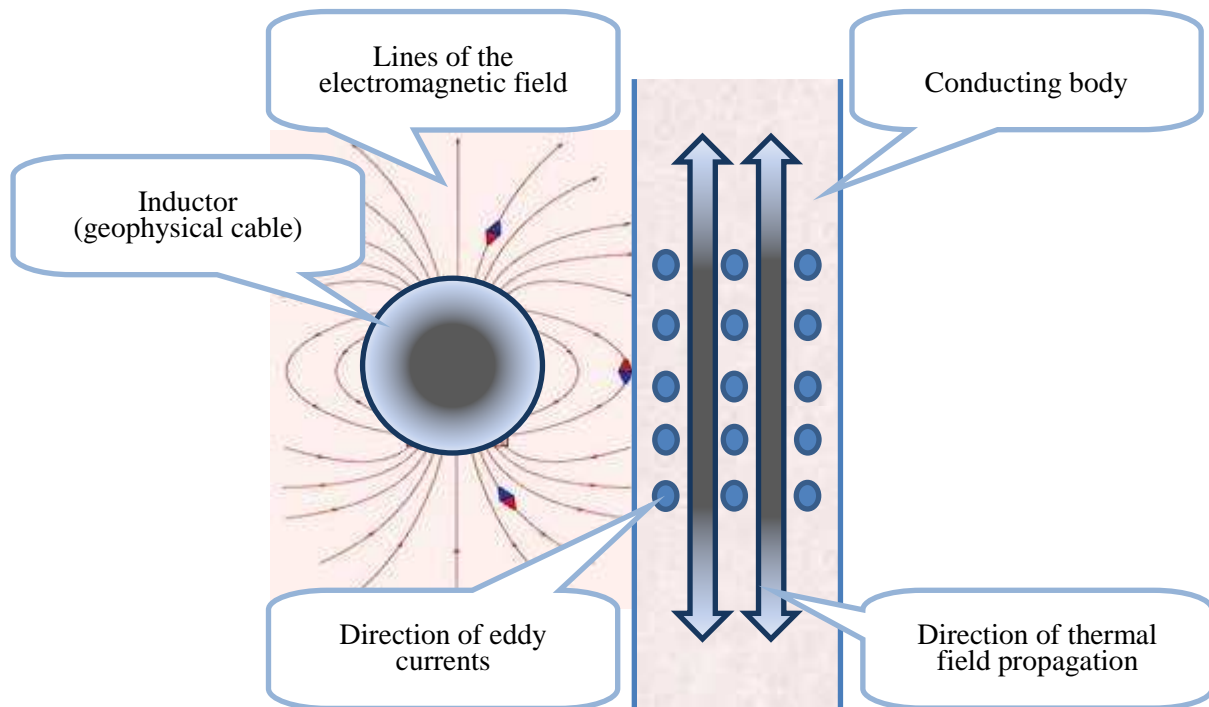 Lines of the
electromagnetic field
Conducting body
Inductor
(geophysical cable)
Direction of eddy
currents
Direction of thermal
field propagation